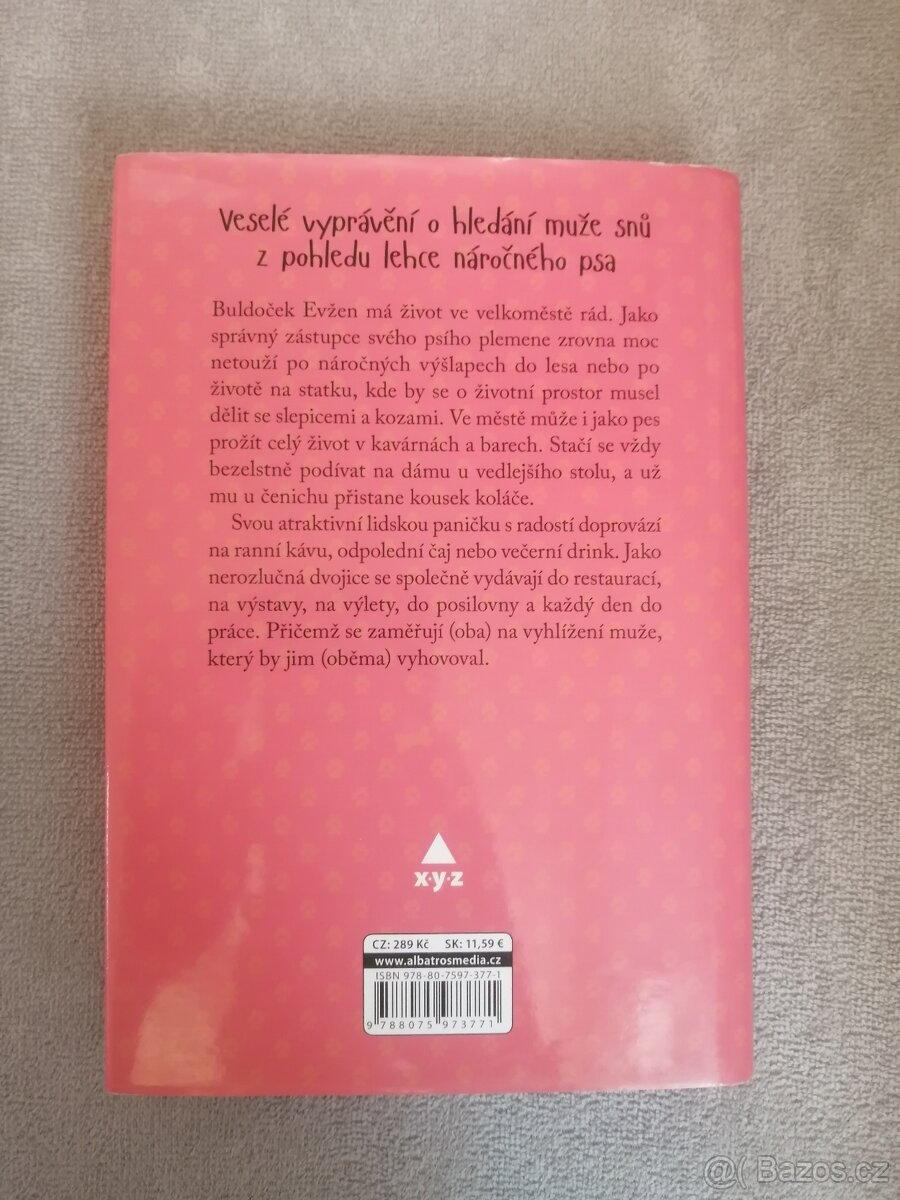 Veselé vyprávění o hledání muže snů
z pohledu lehce náročného psa
Buldoček Evžen má život ve velkoměstě rád. Jako
správný zástupce svého psího plemene zrovna moc
netouží po náročných výšlapech do lesa nebo po
životě na statku, kde by se o životní prostor musel
dělit se slepicemi a kozami. Ve městě může i jako pes
prožít celý život v kavárnách a barech. Stačí se vždy
bezelstně podívat na dámu u vedlejšího stolu, a už
mu u čenichu přistane kousek koláče.
Svou atraktivní lidskou paničku s radostí doprovází
na ranní kávu, odpolední čaj nebo večerní drink. Jako
nerozlučná dvojice se společně vydávají do restaurací,
na výstavy, na výlety, do posilovny a každý den do
práce. Přičemž se zaměřují (oba) na vyhlížení muže,
který by jim (oběma) vyhovoval.
x·y·z
CZ: 289 Kč SK: 11,59 €
www.albatrosmedia.cz
ISBN 978-80-7597-377-1
9 788075 973771
@( Bazos.cz